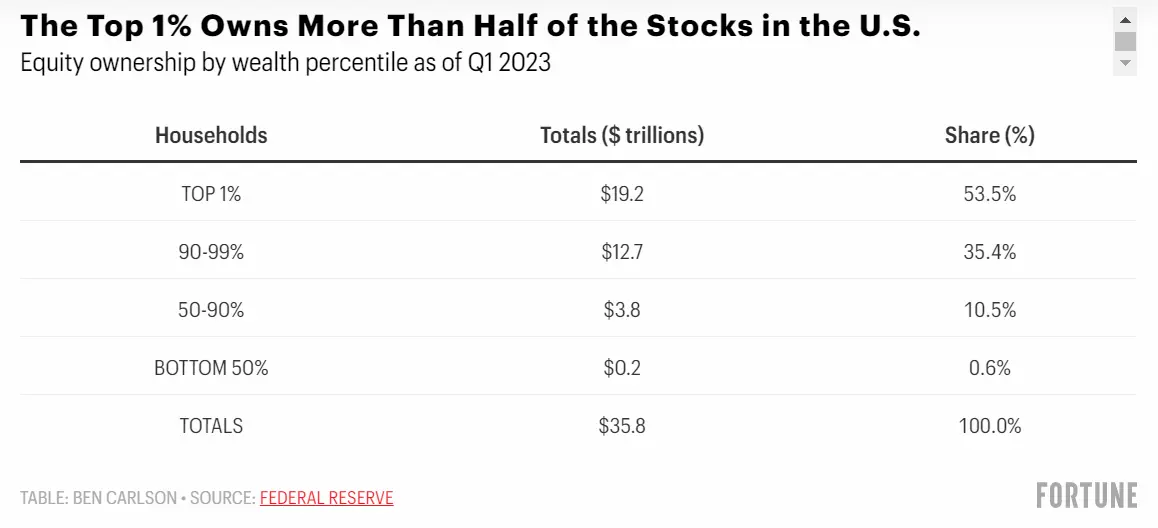 The Top 1% Owns More Than Half of the Stocks in the U.S.
Equity ownership by wealth percentile as of Q1 2023
Households Totals ($ trillions) Share (%)
TOP 1% $19.2 53.5%
90-99% $12.7 35.4%
50-90% $3.8 10.5%
BOTTOM 50% $0.2 0.6%
TOTALS $35.8 100.0%
TABLE: BEN CARLSON • SOURCE: FEDERAL RESERVE FORTUNE